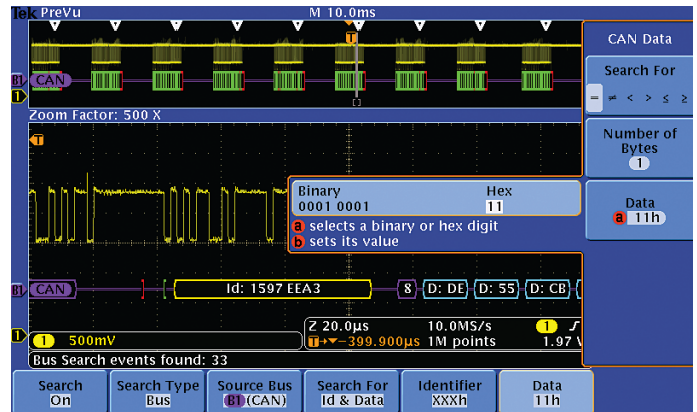 Tek PreVu M 10.0ms
CAN Data
T
Search For
B1 CAN
= ≠ < > ≤ ≥
1
[]
Zoom Factor: 500 X
Number of
Bytes
1
T
Binary Hex
0001 0001 11
Data
a 11h
a selects a binary or hex digit
b sets its value
B1 CAN Id: 1597 EEA3 8 D: DE D: 55 D: CB
Z 20.0µs 10.0MS/s 1 ƒ
1 1 500mV T→▼-399.900µs 1M points 1.97 V
Bus Search events found: 33
Search
On
Search Type
Bus
Source Bus
B1 (CAN)
Search For
Id & Data
Identifier
XXXh
Data
11h